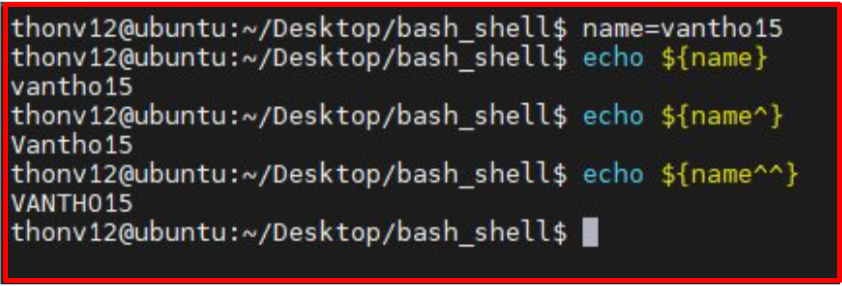 thonv12@ubuntu:~/Desktop/bash_shell$ name=vantho15
thonv12@ubuntu:~/Desktop/bash_shell$ echo ${name}
vantho15
thonv12@ubuntu:~/Desktop/bash_shell$ echo ${name^}
Vantho15
thonv12@ubuntu:~/Desktop/bash_shell$ echo ${name^^}
VANTHO15
thonv12@ubuntu:~/Desktop/bash_shell$